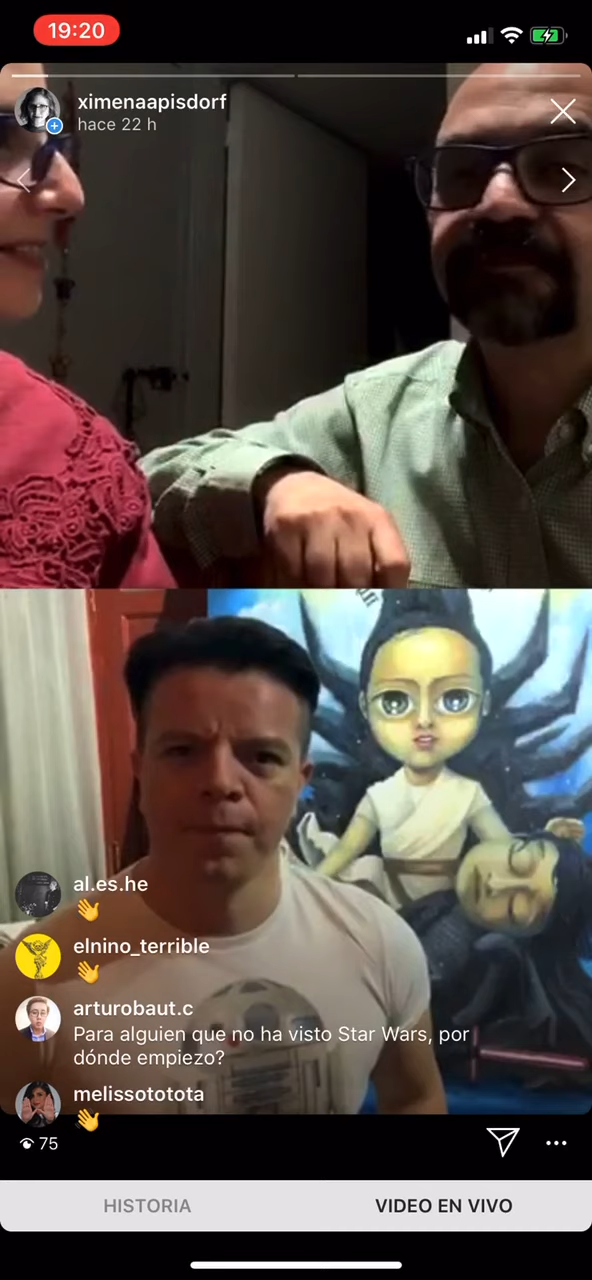 19:20
ximenaapisdorf
hace 22 h
al.es.he
👋
elnino_terrible
👋
arturobaut.c
Para alguien que no ha visto Star Wars, por
dónde empiezo?
melissototota
👋
75
HISTORIA
VIDEO EN VIVO